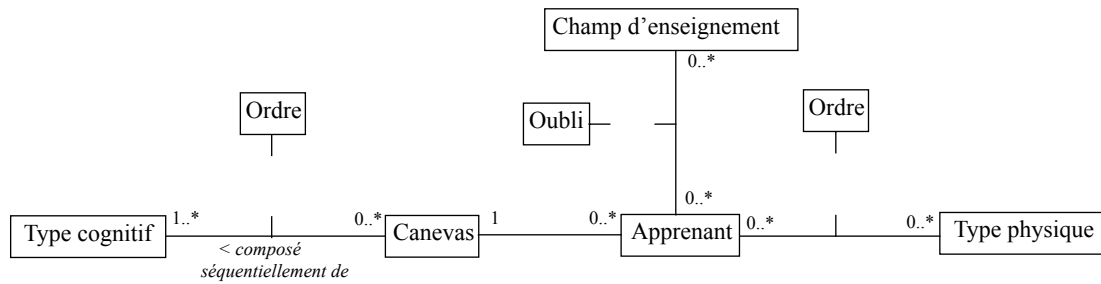 Champ d'enseignement
0..*
Ordre
Oubli
Ordre
0..*
1..*
0..*
1
0..*
0..*
0..*
Type cognitif
Canevas
Apprenant
Type physique
< composé
séquentiellement de